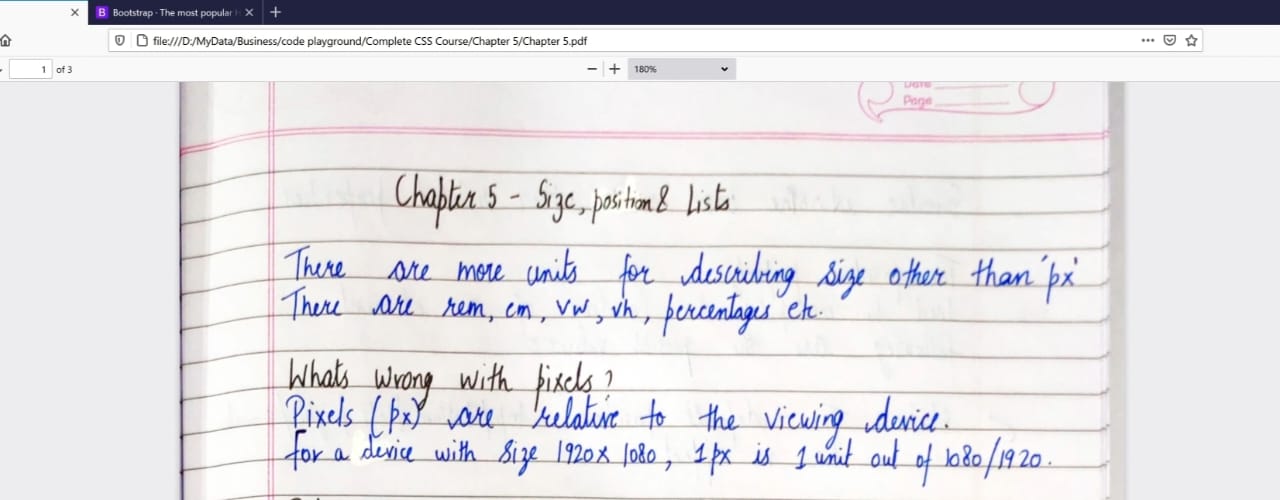 Bootstrap · The most popular
file:///D:/MyData/Business/code playground/Complete CSS Course/Chapter 5/Chapter 5.pdf
1 of 3
180%
Date
Page
Chapter 5 - Size, position & Lists
There are more units for describing size other than 'px'
There are rem, cm, vw, vh, percentages etc.
Whats wrong with pixels?
Pixels (px) are relative to the viewing device.
For a device with size 1920x1080, 1px is 1 unit out of 1080/1920.